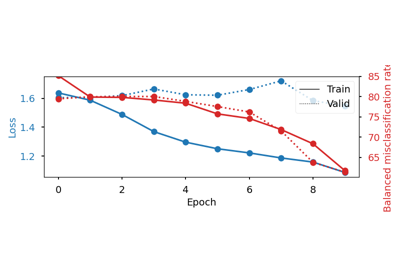 Loss
1.6
1.4
1.2
0
2
4
6
8
Epoch
85
80
75
70
65
Balanced misclassification rate
Train
Valid